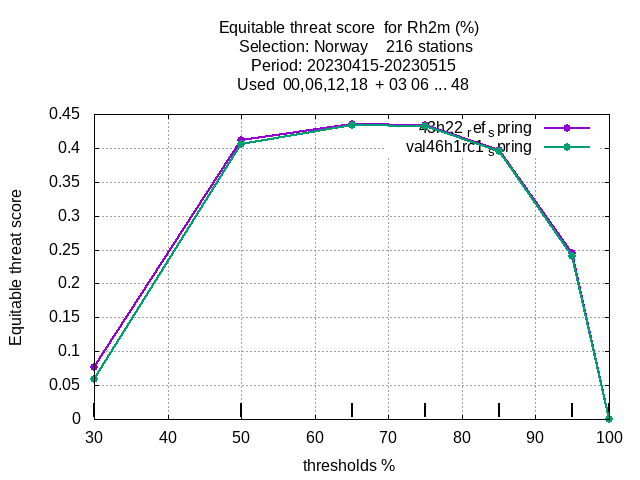 Equitable threat score for Rh2m (%)
Selection: Norway 216 stations
Period: 20230415-20230515
Used 00,06,12,18 + 03 06 ... 48
0.45
0.4
0.35
0.3
0.25
0.2
0.15
0.1
0.05
0
Equitable threat score
43h22_ref_spring
val46h1rc1_spring
30 40 50 60 70 80 90 100
thresholds %